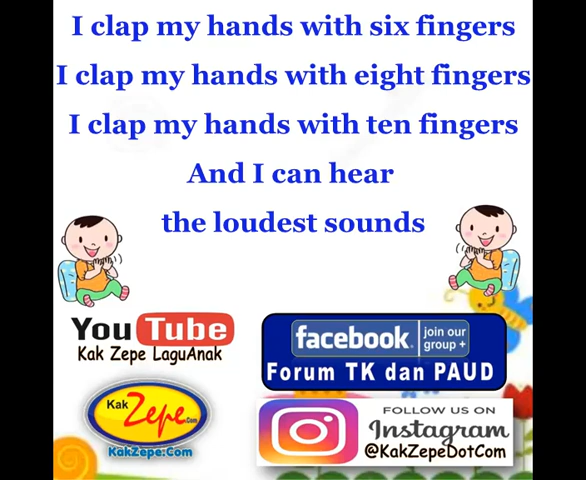 I clap my hands with six fingers
I clap my hands with eight fingers
I clap my hands with ten fingers
And I can hear
the loudest sounds
YouTube
Kak Zepe LaguAnak
facebook. join our group +
Forum TK dan PAUD
Kak Zepe.Com
KakZepe.Com
FOLLOW US ON
Instagram
@KakZepeDotCom